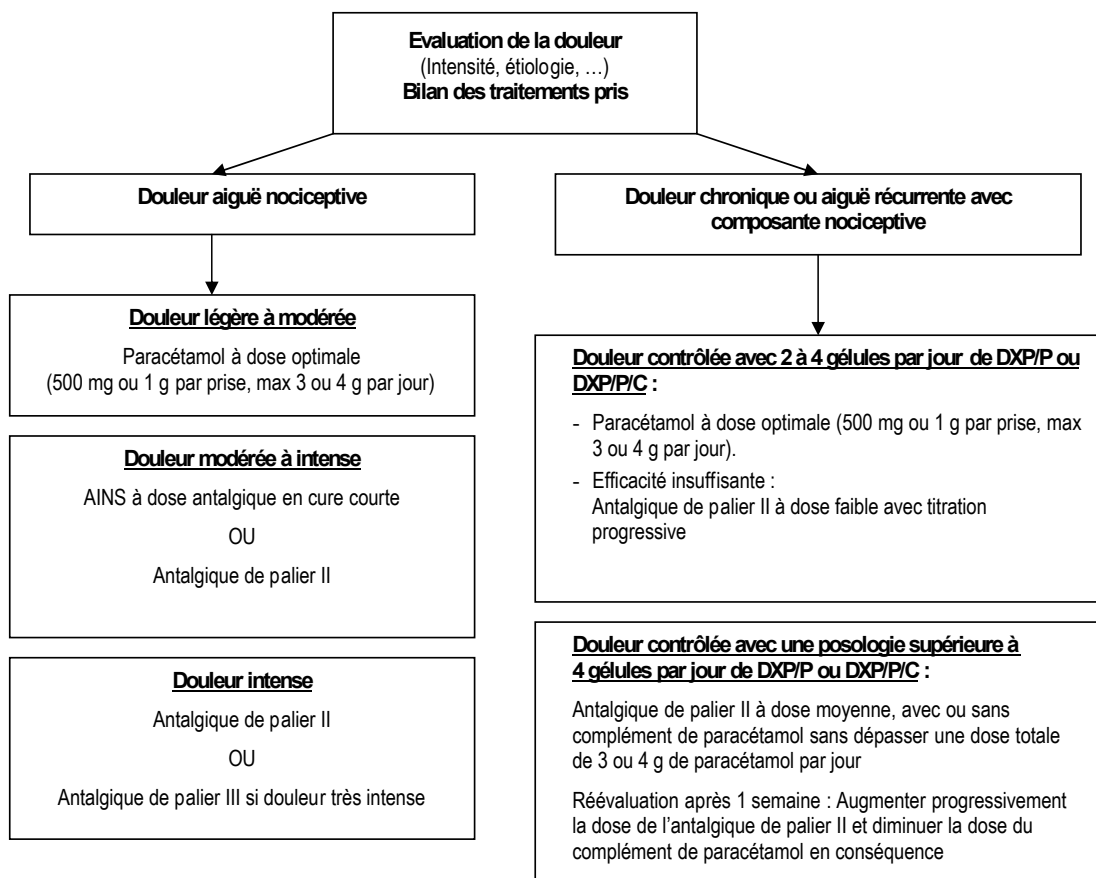 Evaluation de la douleur
(Intensité, étiologie, …)
Bilan des traitements pris
Douleur aiguë nociceptive
Douleur légère à modérée
Paracétamol à dose optimale
(500 mg ou 1 g par prise, max 3 ou 4 g par jour)
Douleur modérée à intense
AINS à dose antalgique en cure courte
OU
Antalgique de palier II
Douleur intense
Antalgique de palier II
OU
Antalgique de palier III si douleur très intense
Douleur chronique ou aiguë récurrente avec
composante nociceptive
Douleur contrôlée avec 2 à 4 gélules par jour de DXP/P ou
DXP/P/C :
- Paracétamol à dose optimale (500 mg ou 1 g par prise, max
3 ou 4 g par jour).
- Efficacité insuffisante :
Antalgique de palier II à dose faible avec titration
progressive
Douleur contrôlée avec une posologie supérieure à
4 gélules par jour de DXP/P ou DXP/P/C :
Antalgique de palier II à dose moyenne, avec ou sans
complément de paracétamol sans dépasser une dose totale
de 3 ou 4 g de paracétamol par jour
Réévaluation après 1 semaine : Augmenter progressivement
la dose de l’antalgique de palier II et diminuer la dose du
complément de paracétamol en conséquence